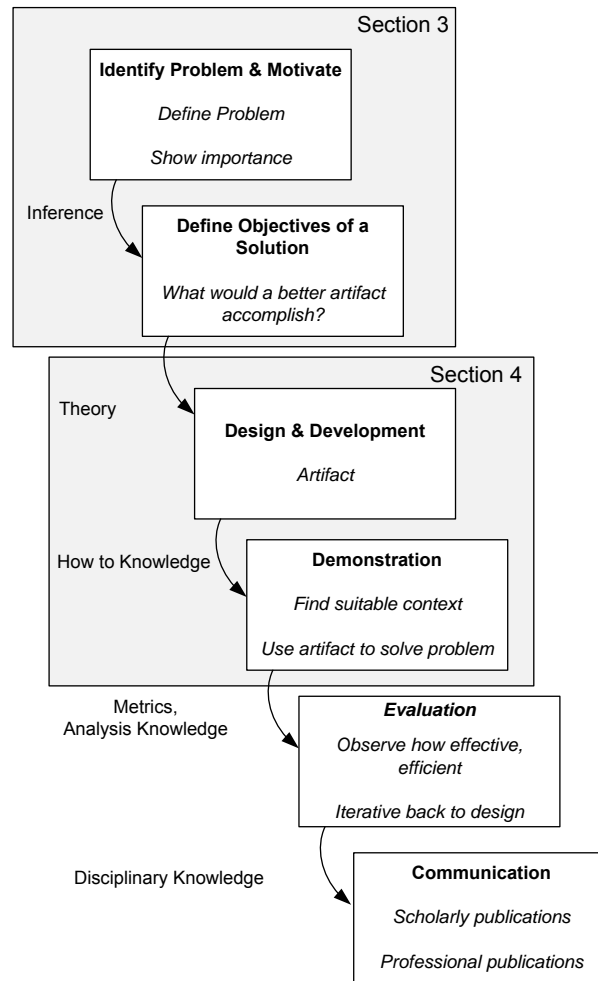 Section 3
Identify Problem & Motivate
Define Problem
Show importance
Inference
Define Objectives of a
Solution
What would a better artifact
accomplish?
Section 4
Theory
Design & Development
Artifact
How to Knowledge
Demonstration
Find suitable context
Use artifact to solve problem
Metrics,
Analysis Knowledge
Evaluation
Observe how effective,
efficient
Iterative back to design
Disciplinary Knowledge
Communication
Scholarly publications
Professional publications